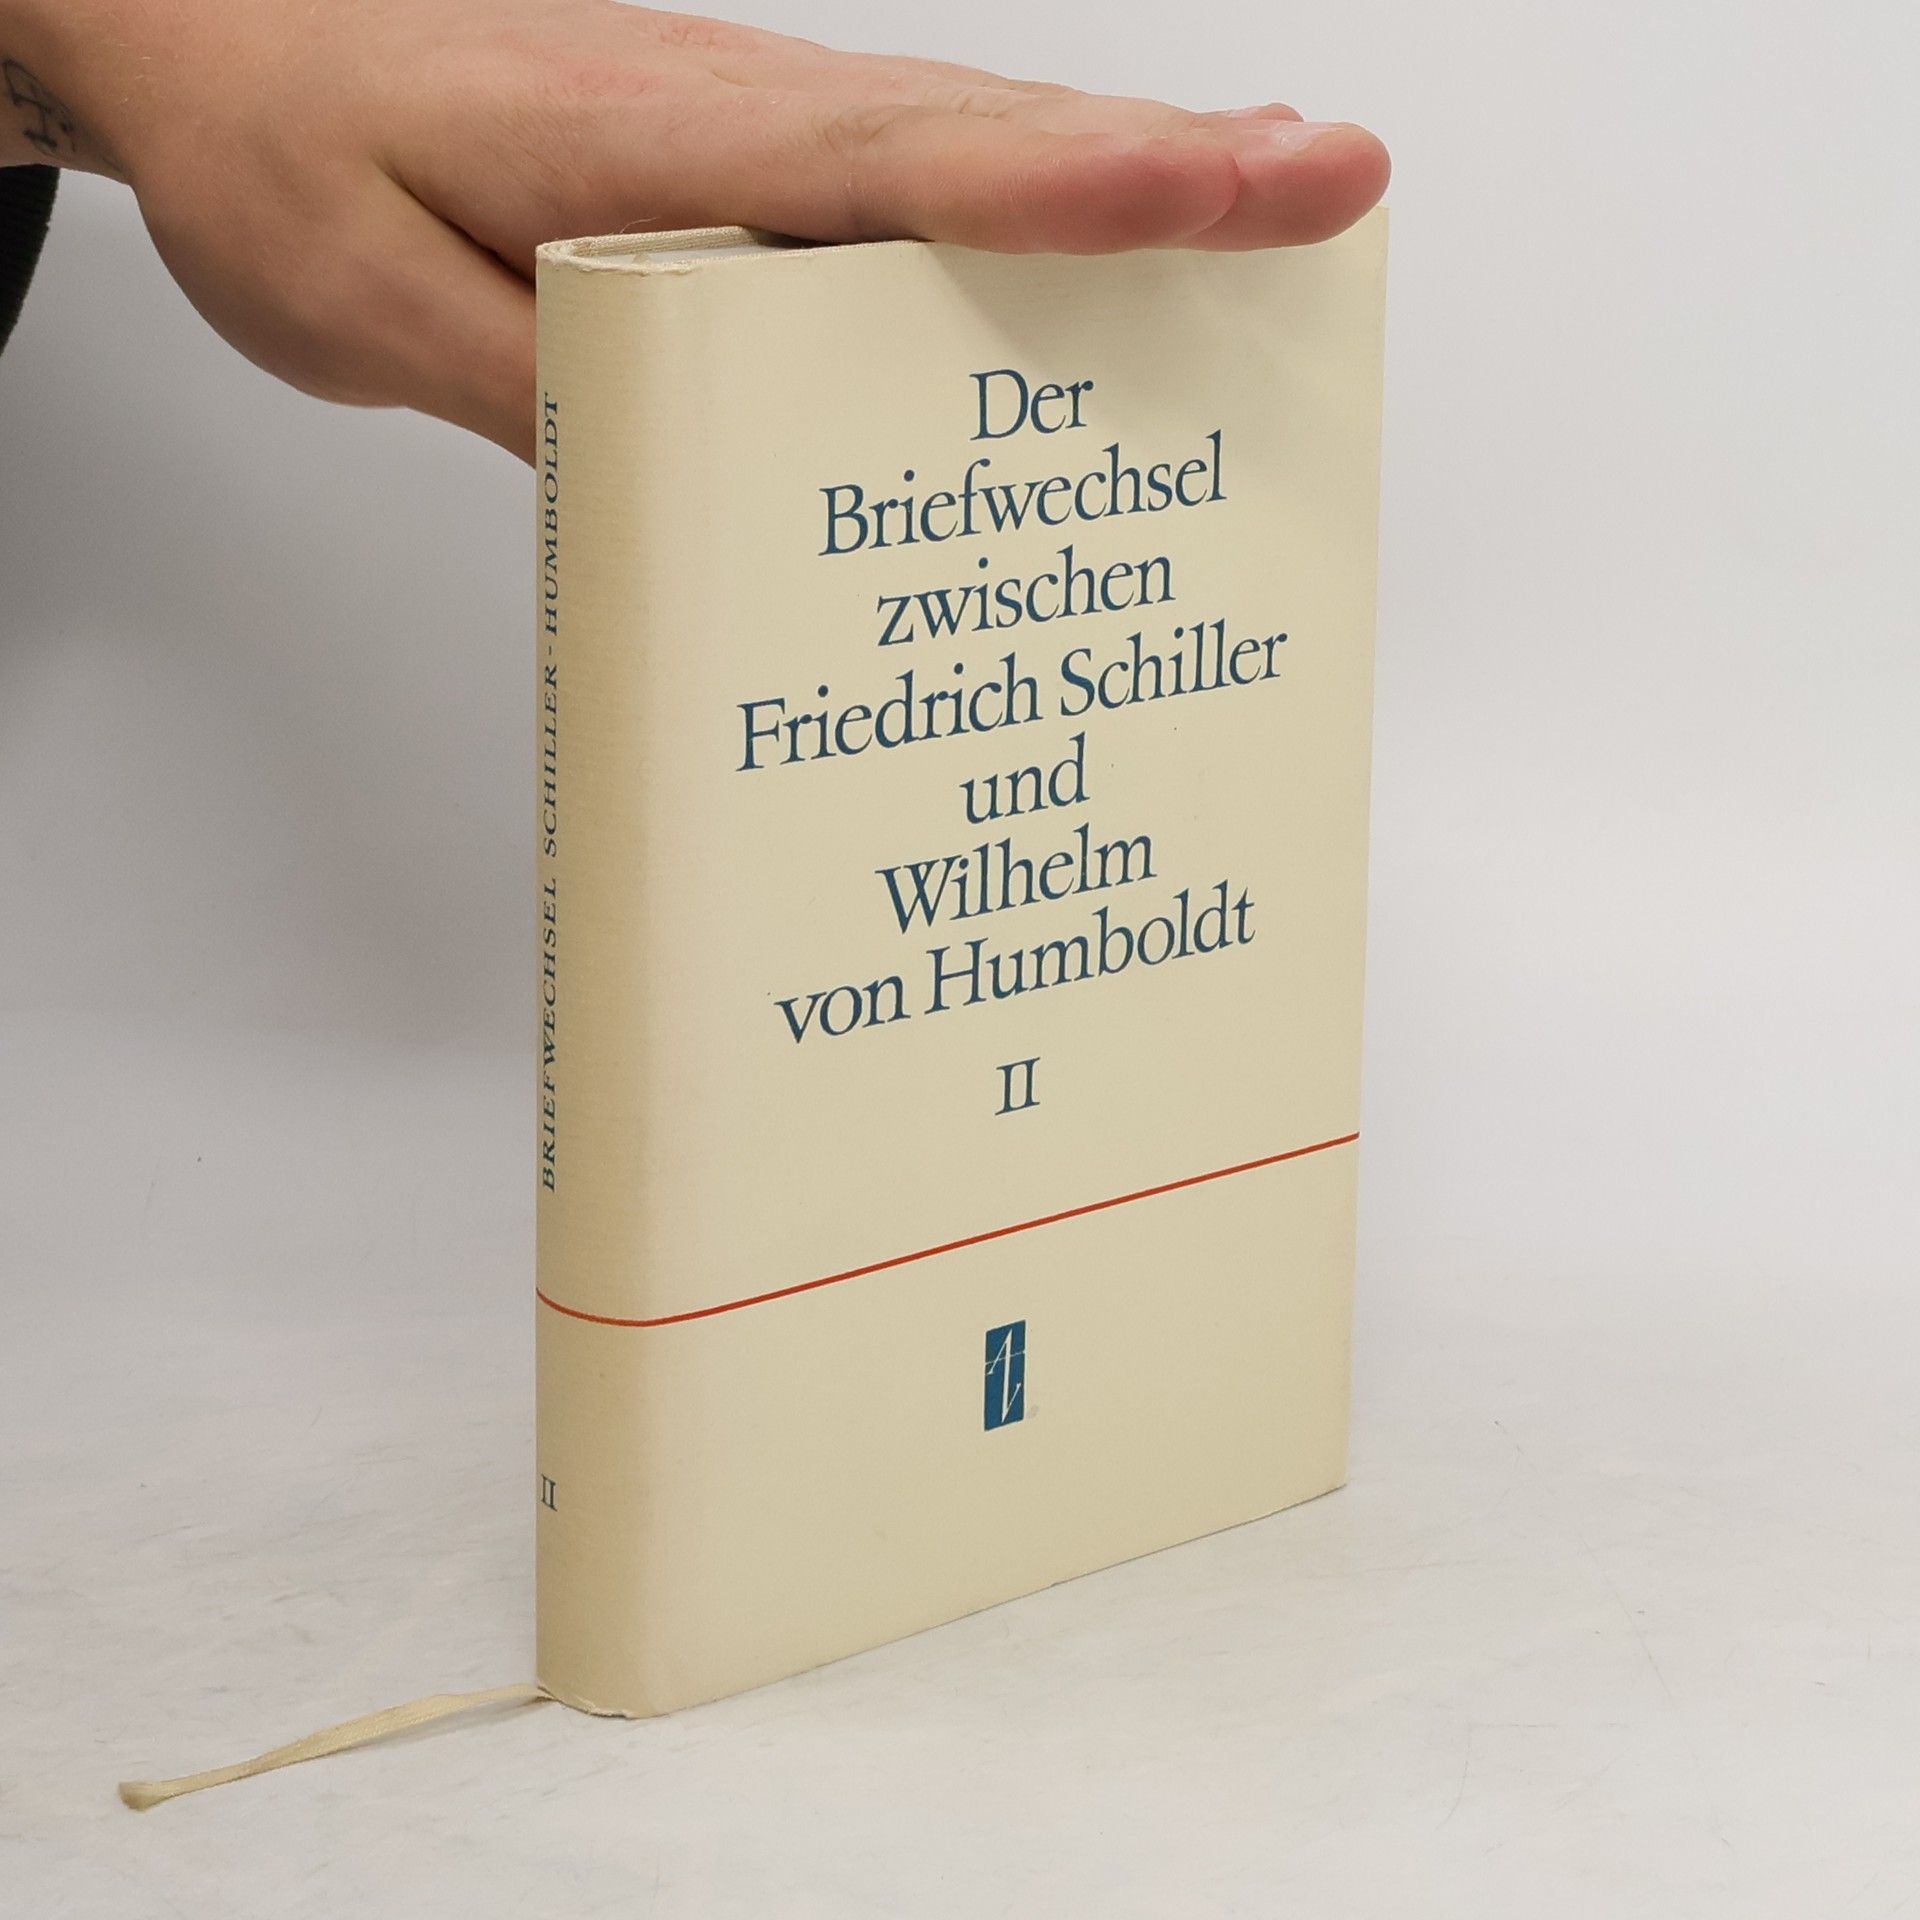 Der
Briefwechsel
zwischen
Friedrich Schiller
und
Wilhelm
von Humboldt
II
BRIEFWECHSEL SCHILLER-HUMBOLDT
II